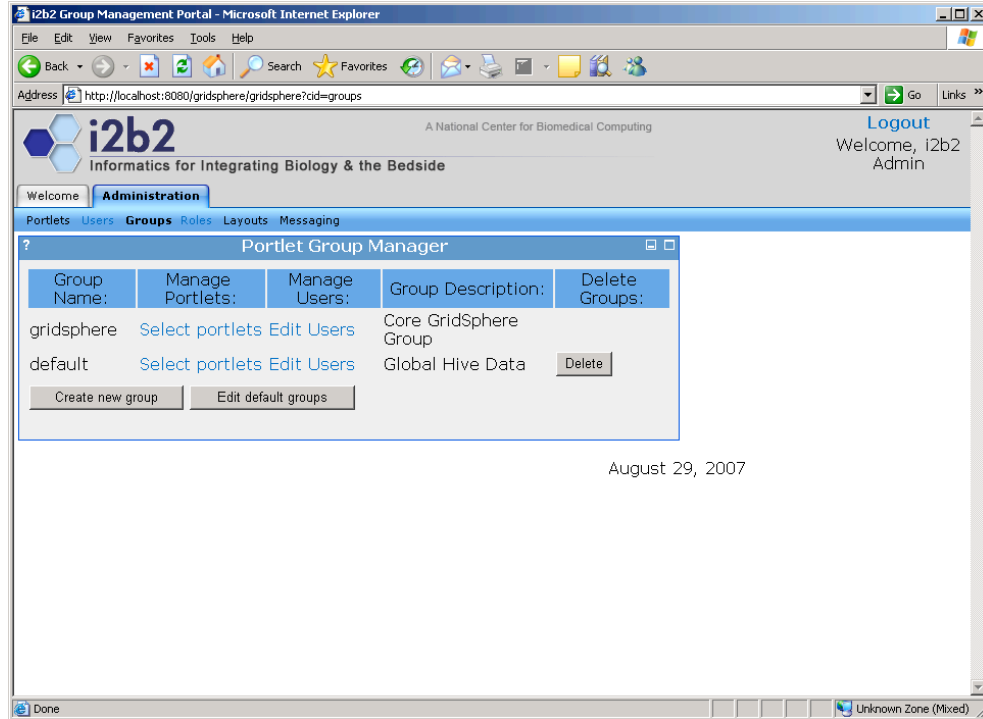 i2b2 Group Management Portal - Microsoft Internet Explorer
File Edit View Favorites Tools Help
Back Search Favorites
Address http://localhost:8080/gridsphere/gridsphere?cid=groups Go Links »
i2b2 A National Center for Biomedical Computing Logout
Welcome, i2b2
Admin
Informatics for Integrating Biology & the Bedside
Welcome Administration
Portlets Users Groups Roles Layouts Messaging
? Portlet Group Manager
Group Name: Manage Portlets: Manage Users: Group Description: Delete Groups:
gridsphere Select portlets Edit Users Core GridSphere Group
default Select portlets Edit Users Global Hive Data Delete
Create new group Edit default groups
August 29, 2007
Done Unknown Zone (Mixed)